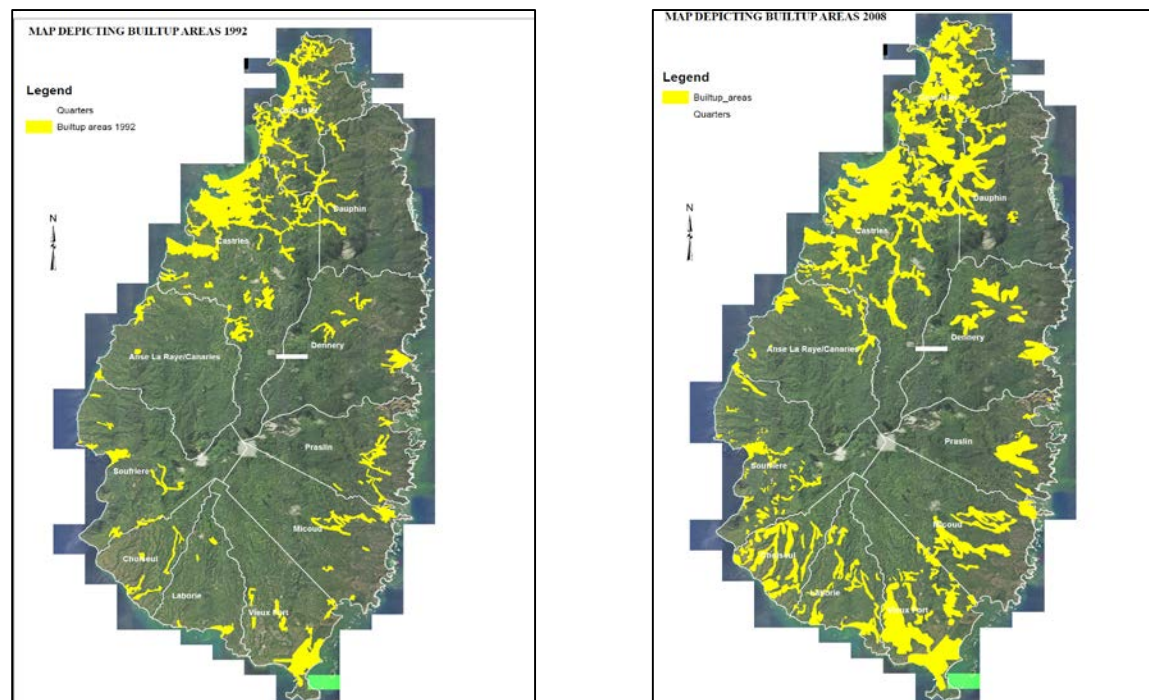 MAP DEPICTING BUILTUP AREAS 1992
Legend
Quarters
Builtup areas 1992
N
Dauphin
Castries
Anse La Raye/Canaries
Dennery
Praslin
Soufriere
Micoud
Choiseul
Laborie
Vieux Fort
MAP DEPICTING BUILTUP AREAS 2008
Legend
Builtup_areas
Quarters
N
Dauphin
Castries
Anse La Raye/Canaries
Dennery
Praslin
Soufriere
Micoud
Choiseul
Laborie
Vieux Fort